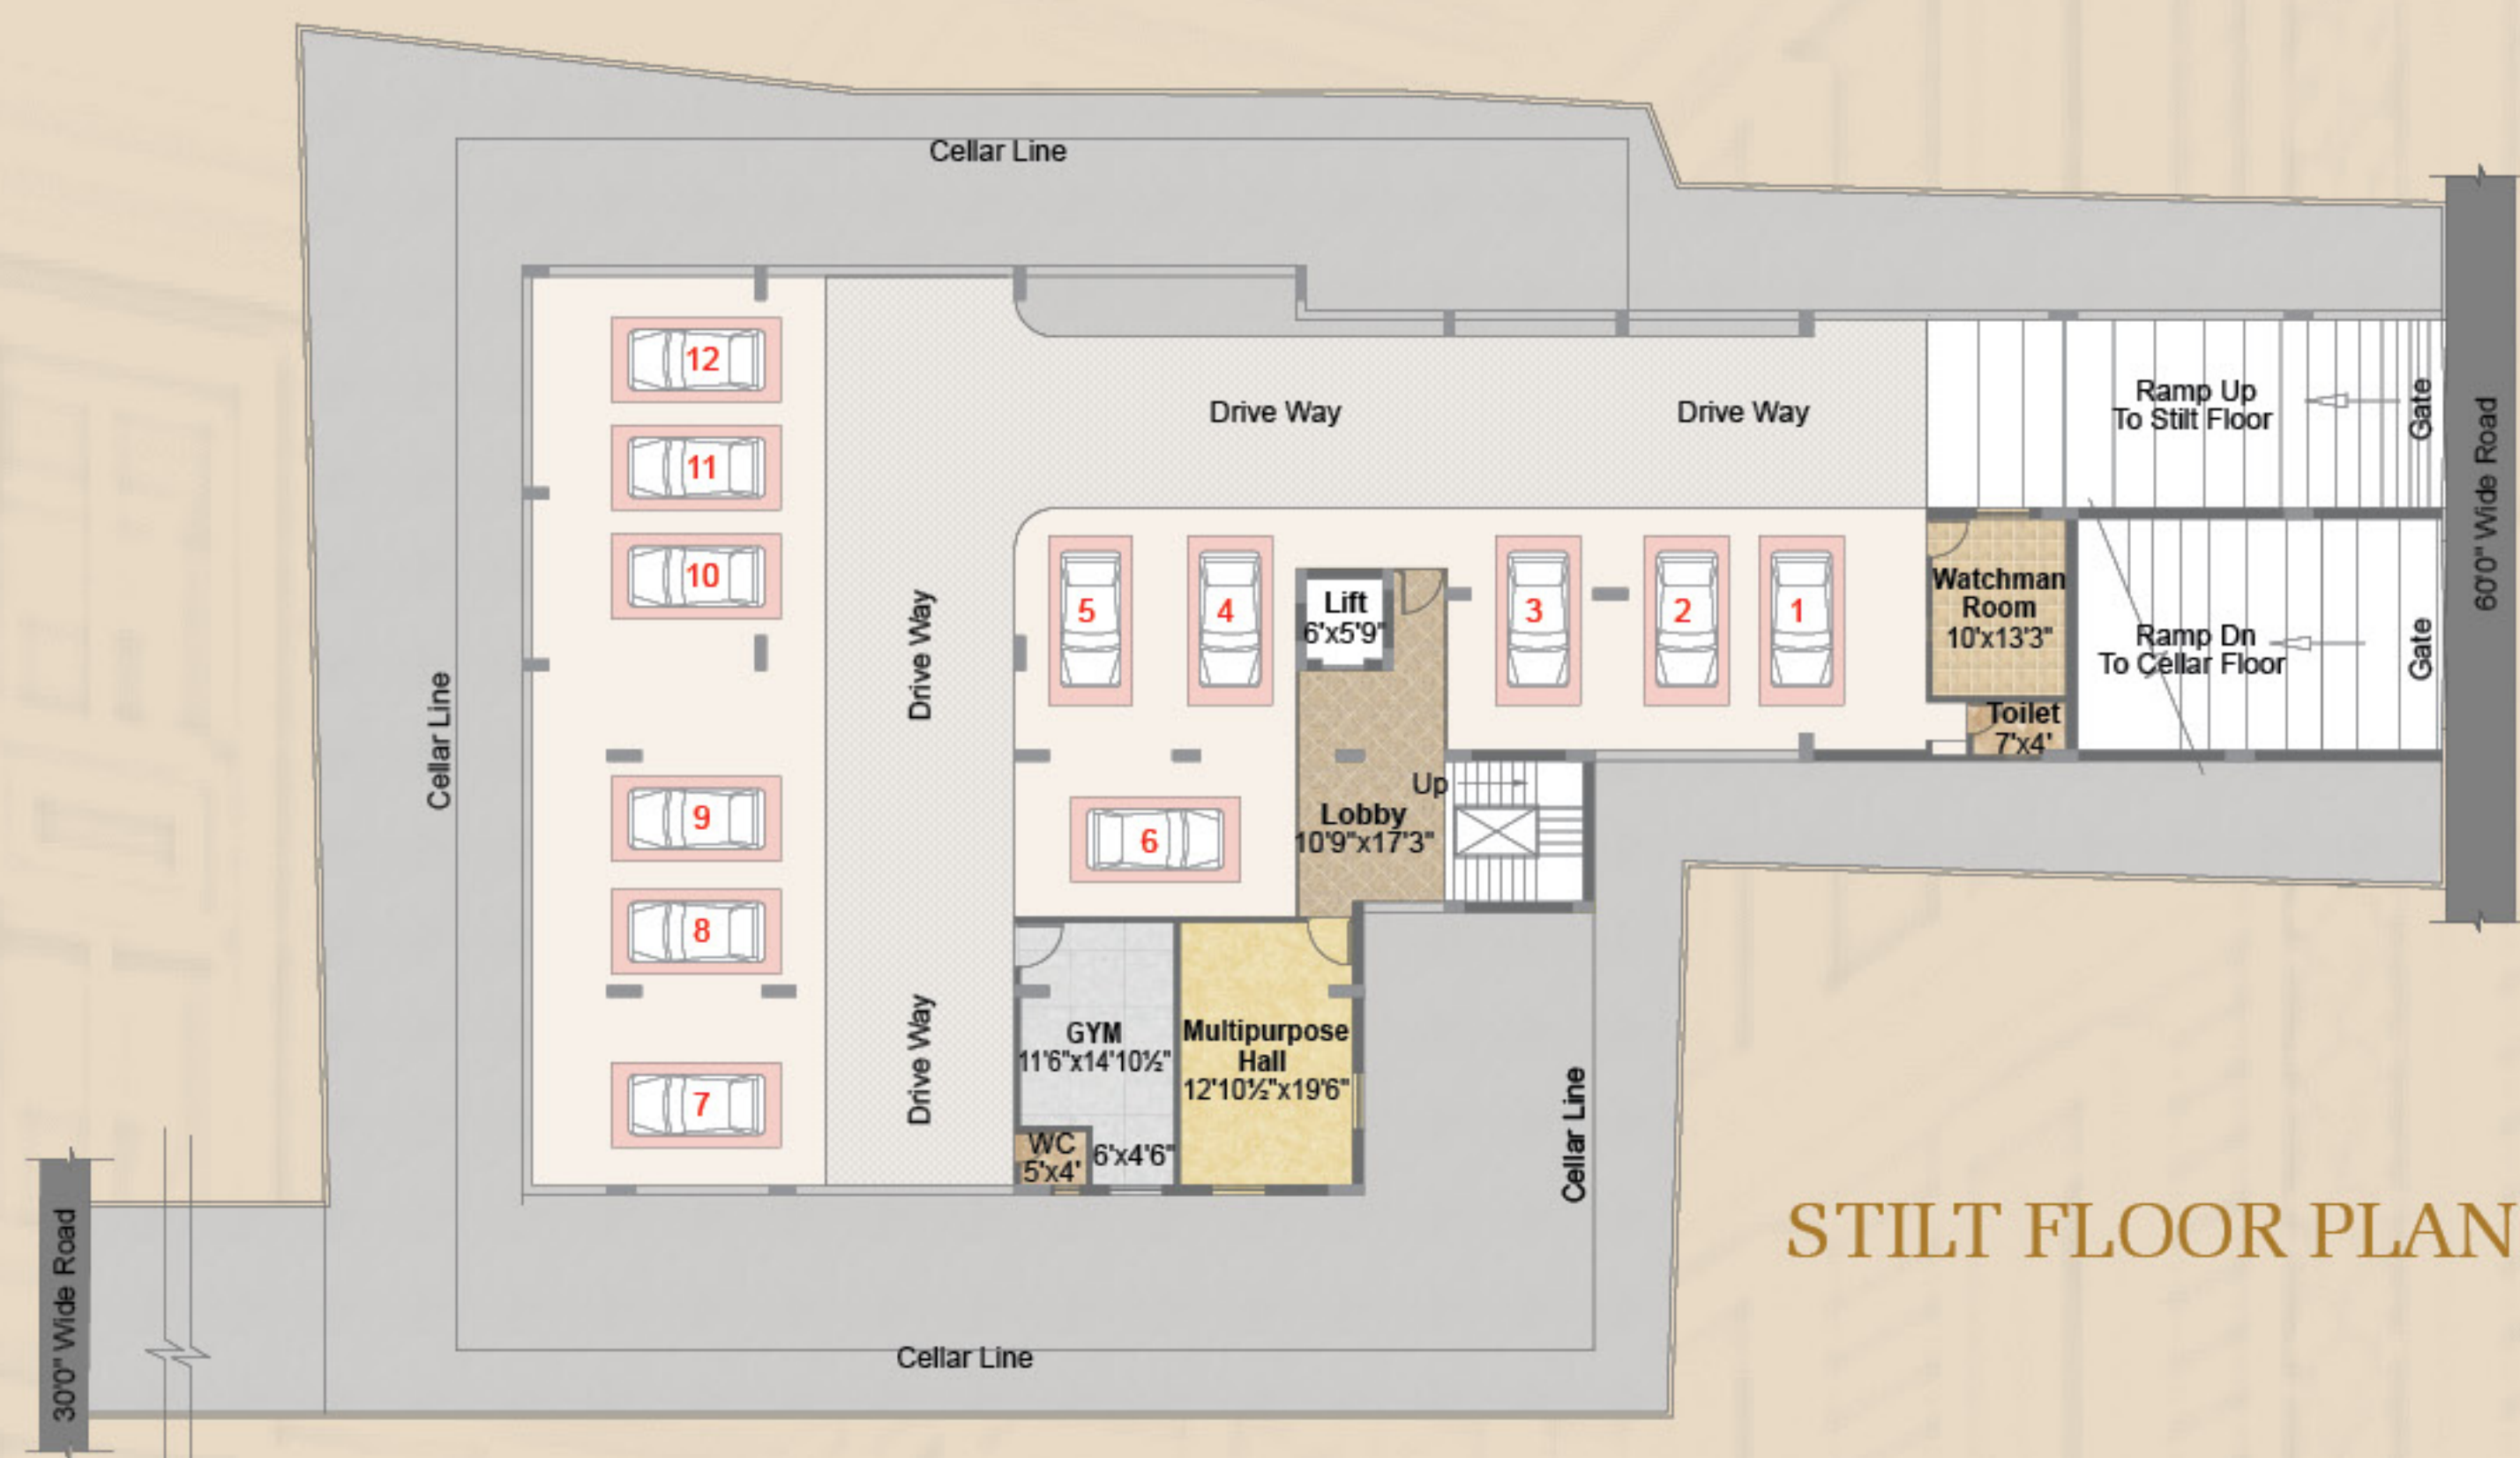 Cellar Line
12
11
10
9
8
7
Cellar Line
Drive Way
Drive Way
Drive Way
Drive Way
5
4
3
2
1
6
Lift
6'x5'9"
Up
Lobby
10'9"x17'3"
GYM
11'6"x14'10½"
WC
5'x4'
6'x4'6"
Multipurpose
Hall
12'10½"x19'6"
Watchman
Room
10'x13'3"
Toilet
7'x4'
Ramp Up
To Stilt Floor
Gate
Ramp Dn
To Cellar Floor
Gate
60'0" Wide Road
Cellar Line
Cellar Line
30'0" Wide Road
STILT FLOOR PLAN